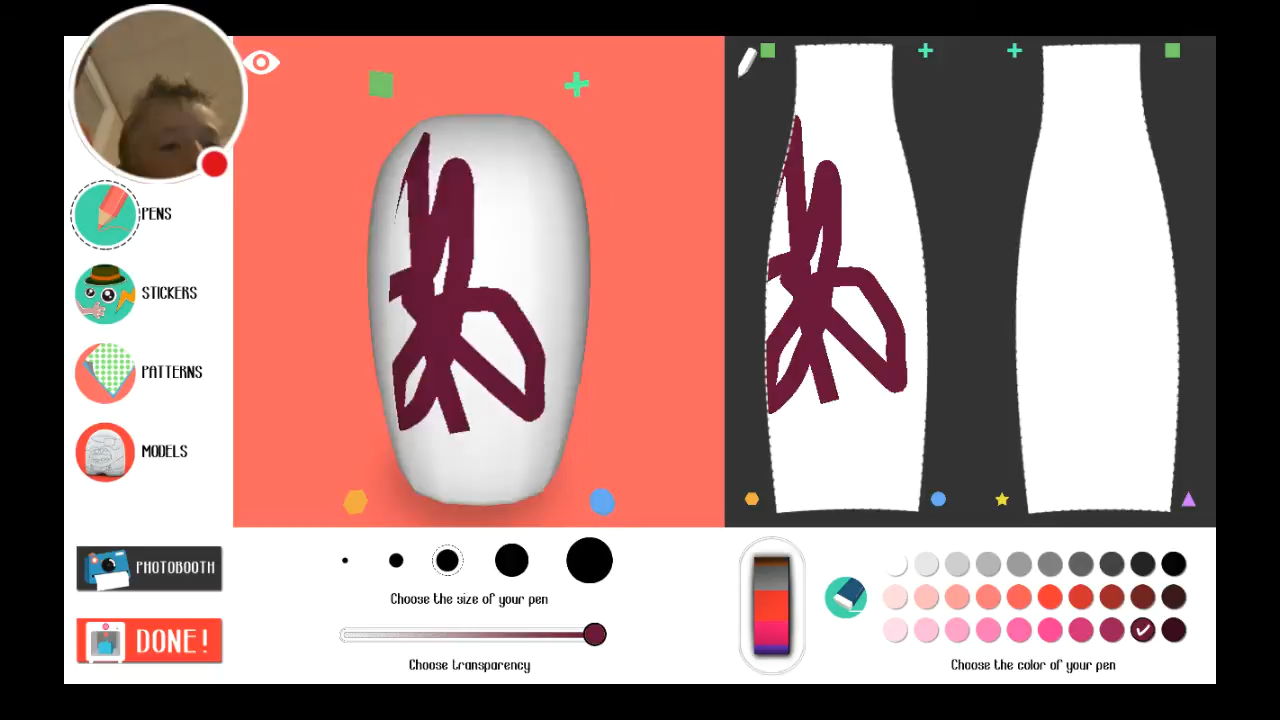 PENS
STICKERS
PATTERNS
MODELS
PHOTOBOOTH
DONE!
Choose the size of your pen
Choose transparency
Choose the color of your pen